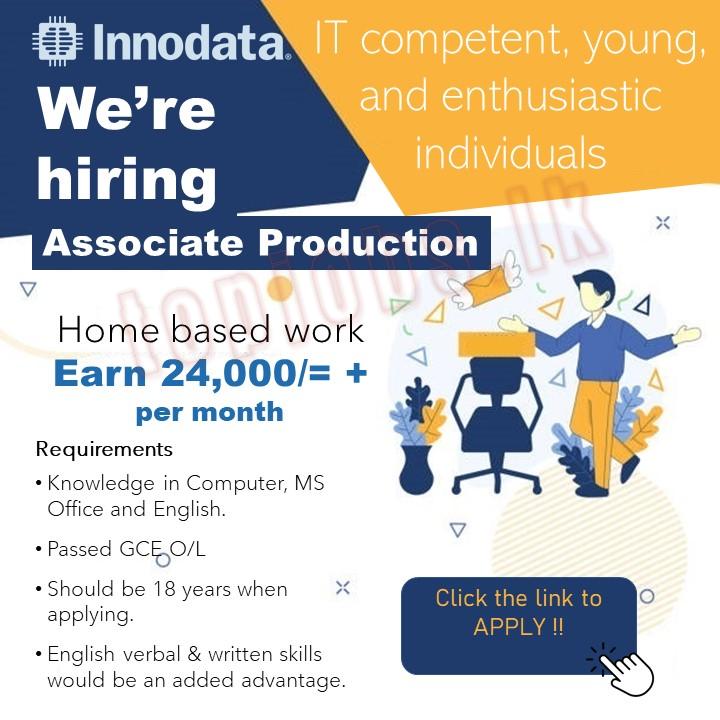 Innodata®
IT competent, young,
and enthusiastic
individuals
We're
hiring
Associate Production
topjobs.lk
Home based work
Earn 24,000/= +
per month
Requirements
• Knowledge in Computer, MS
Office and English.
• Passed GCE O/L
• Should be 18 years when
applying.
• English verbal & written skills
would be an added advantage.
Click the link to
APPLY !!